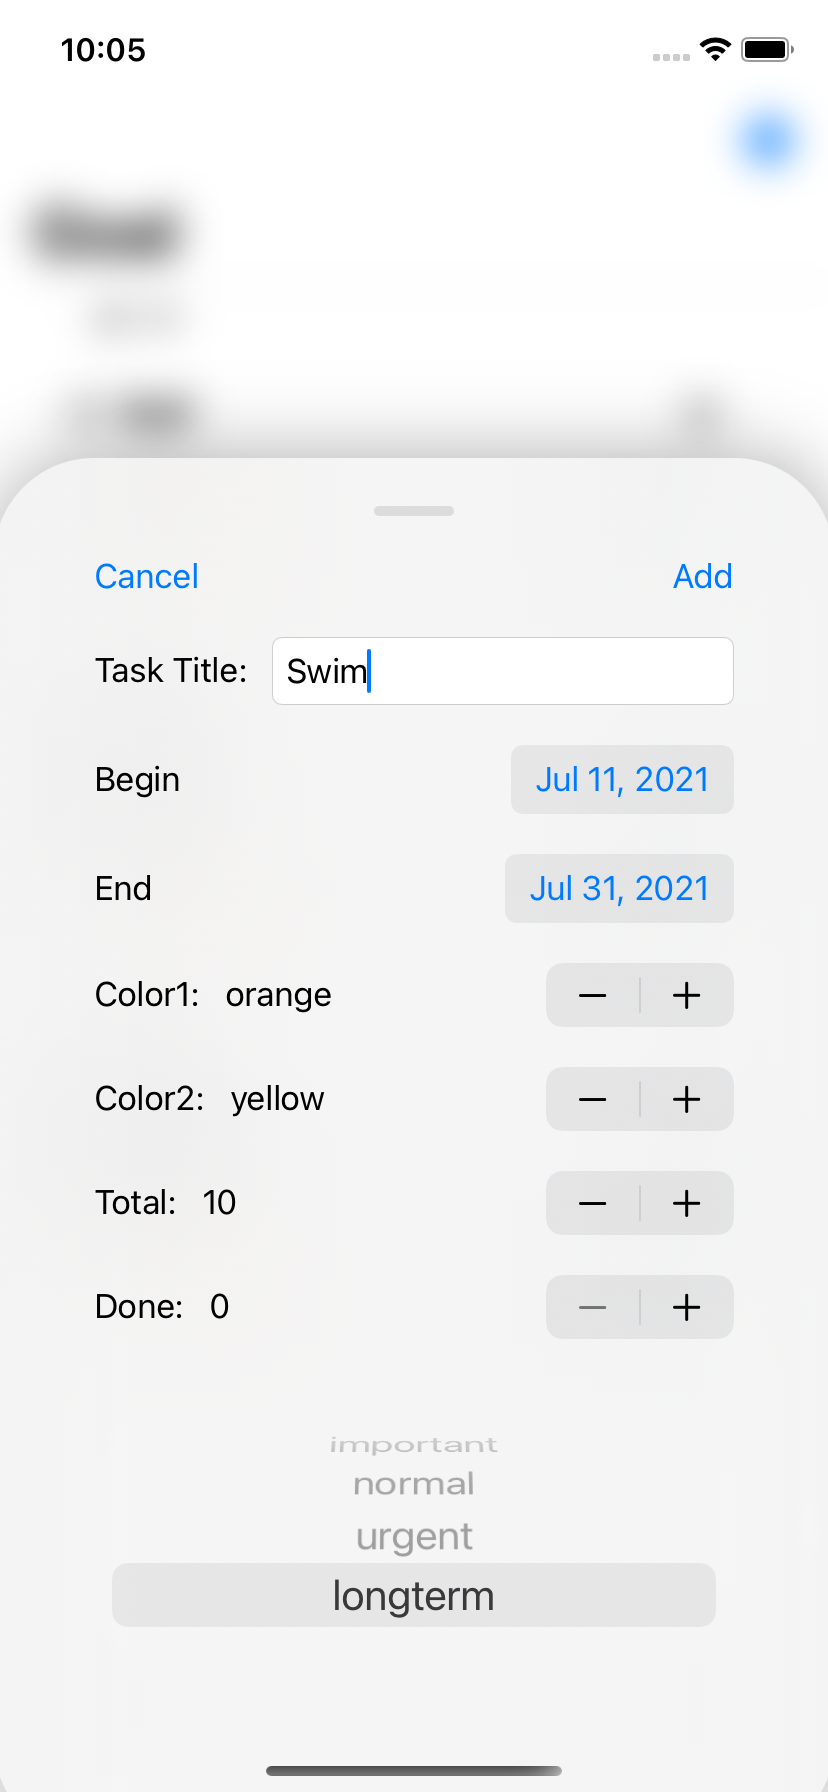 10:05
Cancel Add
Task Title: Swim
Begin Jul 11, 2021
End Jul 31, 2021
Color1: orange
Color2: yellow
Total: 10
Done: 0
important
normal
urgent
longterm